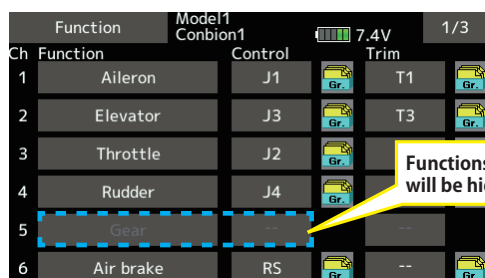 Function Model1 Conbion1 7.4V 1/3
Ch Function Control Trim
1 Aileron J1 Gr. T1 Gr.
2 Elevator J3 Gr. T3 Gr.
3 Throttle J2 Gr.
Functions
will be hi
4 Rudder J4 Gr.
5 Gear -- --
6 Air brake RS Gr. -- Gr.